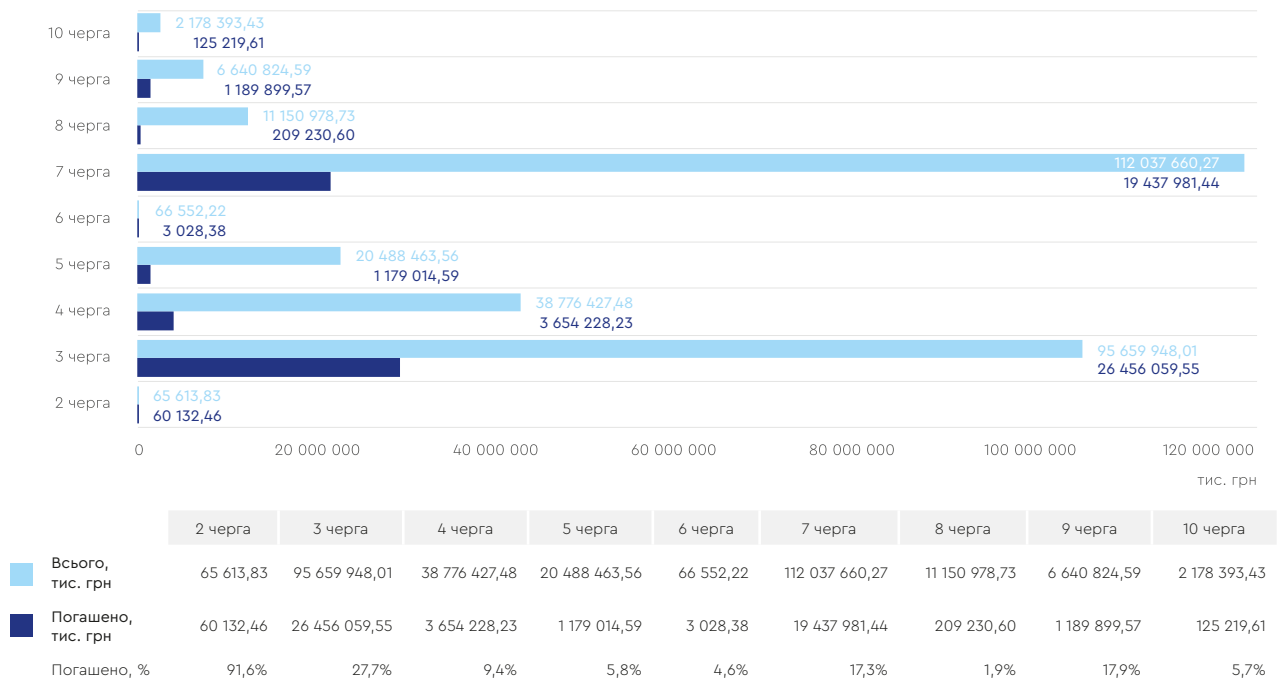 10 черга
2 178 393,43
125 219,61
9 черга
6 640 824,59
1 189 899,57
8 черга
11 150 978,73
209 230,60
7 черга
112 037 660,27
19 437 981,44
6 черга
66 552,22
3 028,38
5 черга
20 488 463,56
1 179 014,59
4 черга
38 776 427,48
3 654 228,23
3 черга
95 659 948,01
26 456 059,55
2 черга
65 613,83
60 132,46
0 20 000 000 40 000 000 60 000 000 80 000 000 100 000 000 120 000 000
тис. грн
2 черга 3 черга 4 черга 5 черга 6 черга 7 черга 8 черга 9 черга 10 черга
Всього,
тис. грн
65 613,83 95 659 948,01 38 776 427,48 20 488 463,56 66 552,22 112 037 660,27 11 150 978,73 6 640 824,59 2 178 393,43
Погашено,
тис. грн
60 132,46 26 456 059,55 3 654 228,23 1 179 014,59 3 028,38 19 437 981,44 209 230,60 1 189 899,57 125 219,61
Погашено, % 91,6% 27,7% 9,4% 5,8% 4,6% 17,3% 1,9% 17,9% 5,7%